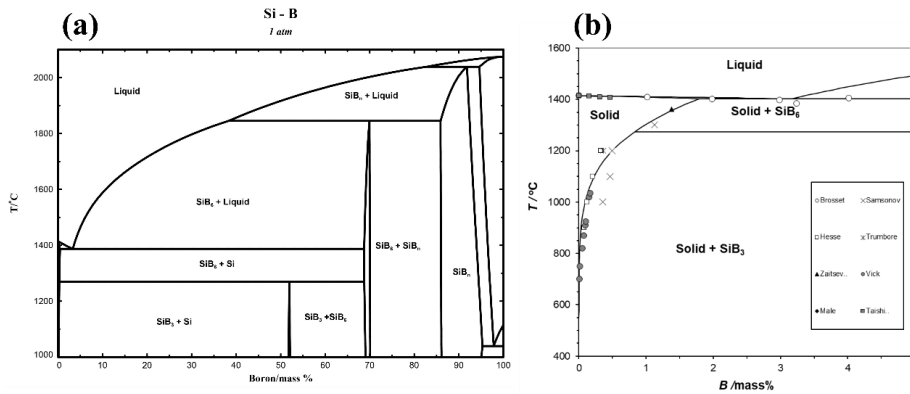 (a)
Si - B
1 atm
Liquid
SiBn + Liquid
SiB6 + Liquid
SiB6 + SiBn
SiBn
SiB6 + Si
SiB3 + Si
SiB3 +SiB6
T/°C
2000
1800
1600
1400
1200
1000
0 10 20 30 40 50 60 70 80 90 100
Boron/mass %
(b)
Liquid
Solid + SiB6
Solid
Solid + SiB3
Brosset Samsonov
Hesse Trumbore
Zaitsev.. Vick
Male Taishi..
T /°C
1600
1400
1200
1000
800
600
400
0 1 2 3 4
B /mass%